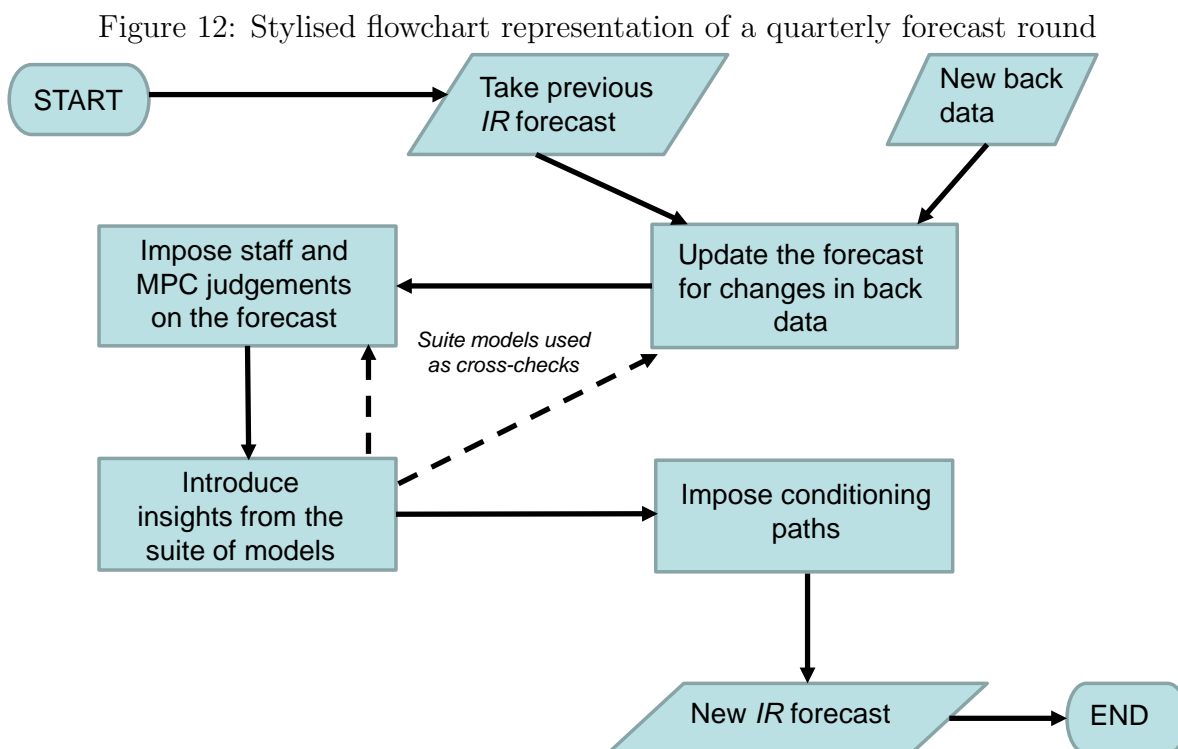 Figure 12: Stylised flowchart representation of a quarterly forecast round
START
Take previous
IR forecast
New back
data
Impose staff and
MPC judgements
on the forecast
Update the forecast
for changes in back
data
Suite models used
as cross-checks
Introduce
insights from the
suite of models
Impose conditioning
paths
New IR forecast
END